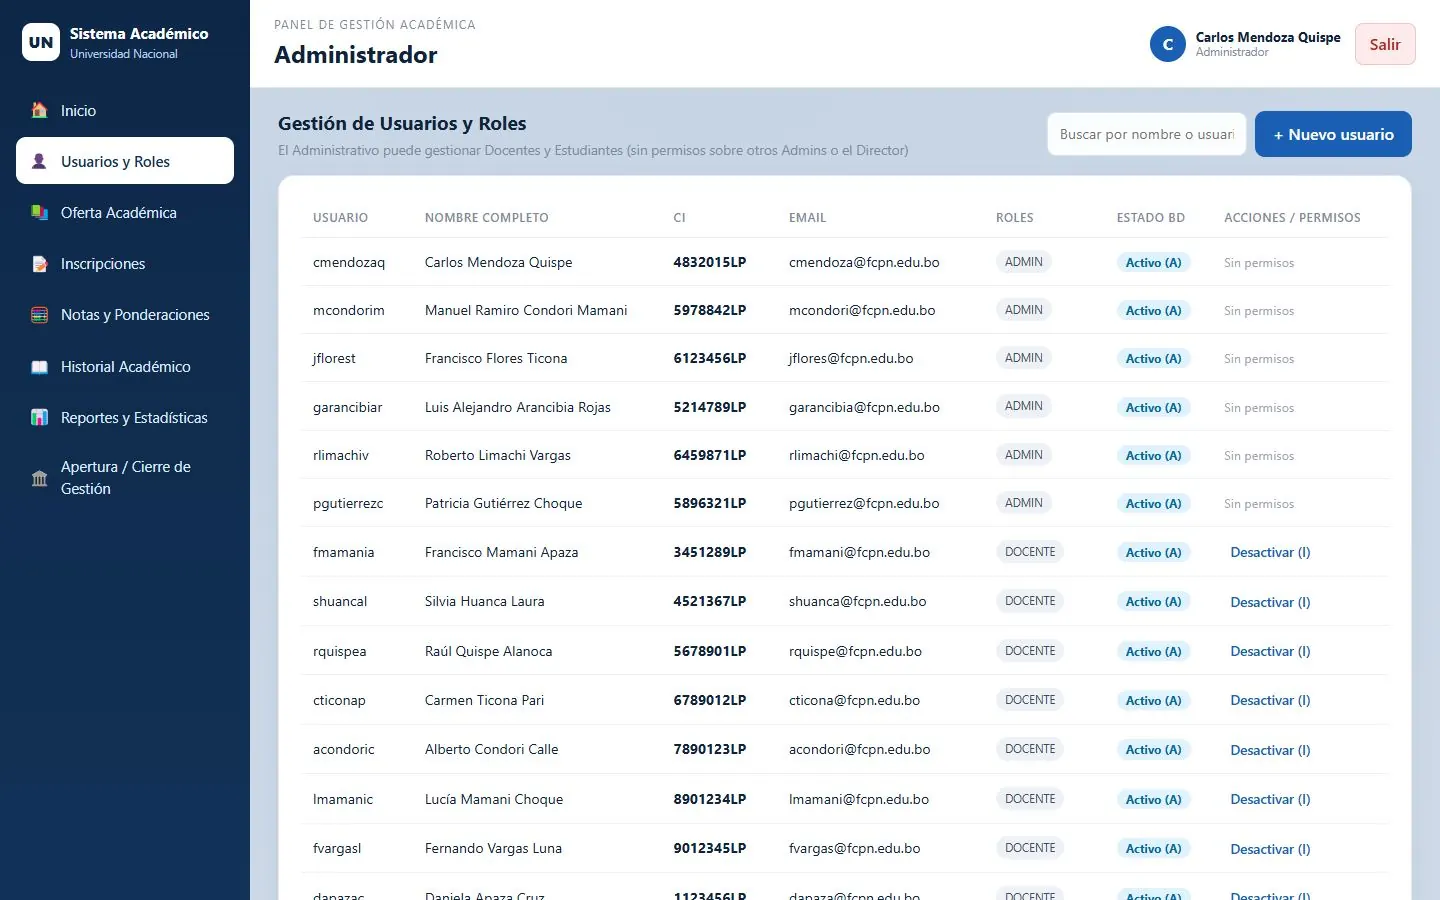 UN
Sistema Académico
Universidad Nacional
Inicio
Usuarios y Roles
Oferta Académica
Inscripciones
Notas y Ponderaciones
Historial Académico
Reportes y Estadísticas
Apertura / Cierre de
Gestión
PANEL DE GESTIÓN ACADÉMICA
Administrador
C
Carlos Mendoza Quispe
Administrador
Salir
Gestión de Usuarios y Roles
El Administrativo puede gestionar Docentes y Estudiantes (sin permisos sobre otros Admins o el Director)
Buscar por nombre o usuari
+ Nuevo usuario
USUARIO NOMBRE COMPLETO CI EMAIL ROLES ESTADO BD ACCIONES / PERMISOS
cmendozaq Carlos Mendoza Quispe 4832015LP cmendoza@fcpn.edu.bo ADMIN Activo (A) Sin permisos
mcondorim Manuel Ramiro Condori Mamani 5978842LP mcondori@fcpn.edu.bo ADMIN Activo (A) Sin permisos
jflorest Francisco Flores Ticona 6123456LP jflores@fcpn.edu.bo ADMIN Activo (A) Sin permisos
garancibiar Luis Alejandro Arancibia Rojas 5214789LP garancibia@fcpn.edu.bo ADMIN Activo (A) Sin permisos
rlimachiv Roberto Limachi Vargas 6459871LP rlimachi@fcpn.edu.bo ADMIN Activo (A) Sin permisos
pgutierrezc Patricia Gutiérrez Choque 5896321LP pgutierrez@fcpn.edu.bo ADMIN Activo (A) Sin permisos
fmamania Francisco Mamani Apaza 3451289LP fmamani@fcpn.edu.bo DOCENTE Activo (A) Desactivar (I)
shuancal Silvia Huanca Laura 4521367LP shuanca@fcpn.edu.bo DOCENTE Activo (A) Desactivar (I)
rquispea Raúl Quispe Alanoca 5678901LP rquispe@fcpn.edu.bo DOCENTE Activo (A) Desactivar (I)
cticonap Carmen Ticona Pari 6789012LP cticona@fcpn.edu.bo DOCENTE Activo (A) Desactivar (I)
acondoric Alberto Condori Calle 7890123LP acondori@fcpn.edu.bo DOCENTE Activo (A) Desactivar (I)
lmamanic Lucía Mamani Choque 8901234LP lmamani@fcpn.edu.bo DOCENTE Activo (A) Desactivar (I)
fvargasl Fernando Vargas Luna 9012345LP fvargas@fcpn.edu.bo DOCENTE Activo (A) Desactivar (I)
dapazac Daniela Apaza Cruz 1123456LP dapaza@fcpn.edu.bo DOCENTE Activo (A) Desactivar (I)